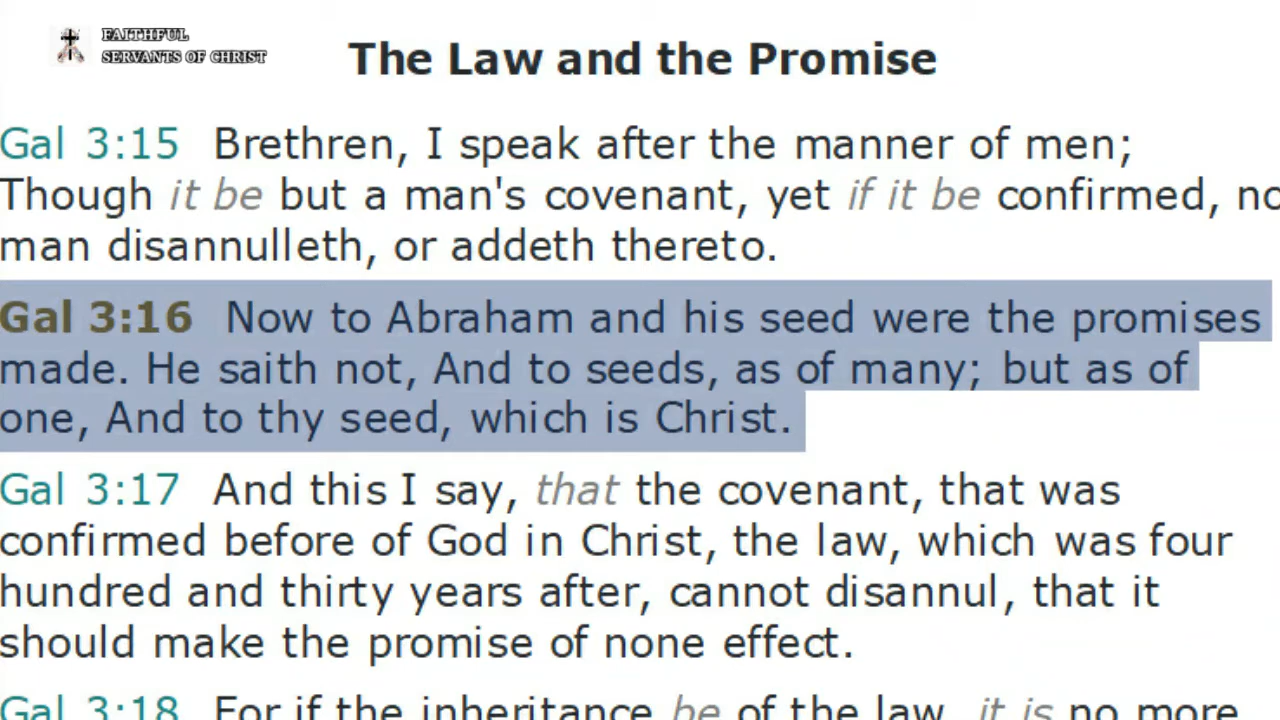 FAITHFUL
SERVANTS OF CHRIST
The Law and the Promise
Gal 3:15 Brethren, I speak after the manner of men;
Though it be but a man's covenant, yet if it be confirmed, no
man disannulleth, or addeth thereto.
Gal 3:16 Now to Abraham and his seed were the promises
made. He saith not, And to seeds, as of many; but as of
one, And to thy seed, which is Christ.
Gal 3:17 And this I say, that the covenant, that was
confirmed before of God in Christ, the law, which was four
hundred and thirty years after, cannot disannul, that it
should make the promise of none effect.
Gal 3:18 For if the inheritance be of the law, it is no more